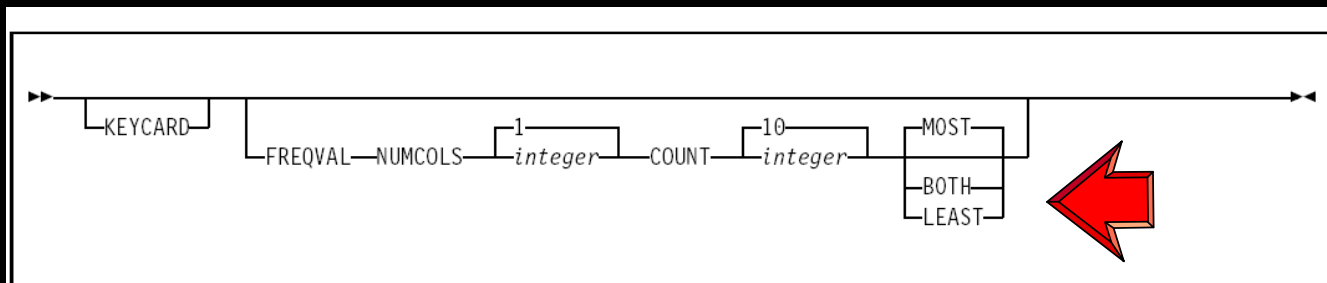 KEYCARD 1 10 MOST
FREQVAL NUMCOLS integer COUNT integer
BOTH
LEAST